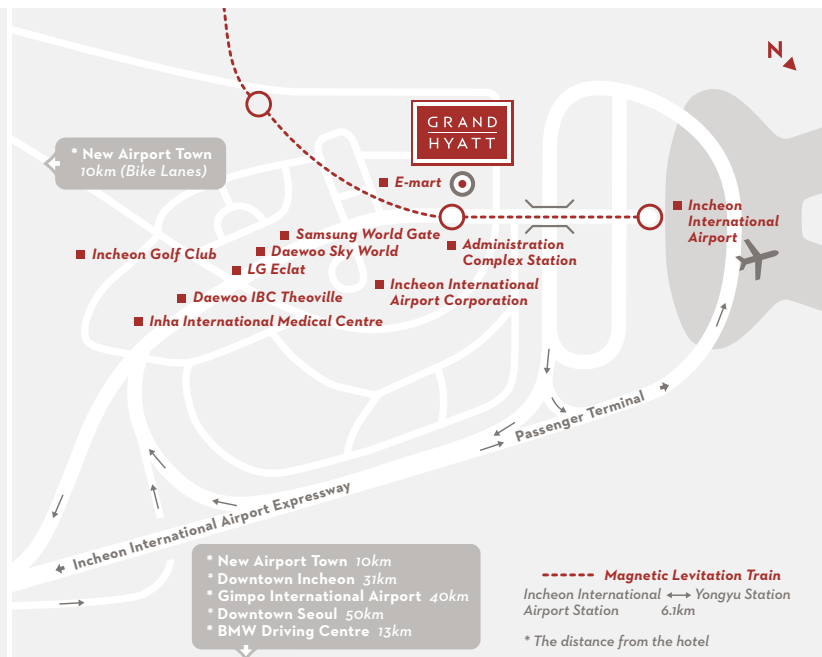 N
GRAND
HYATT
* New Airport Town
10km (Bike Lanes)
E-mart
Incheon
International
Airport
Samsung World Gate
Daewoo Sky World
Administration
Complex Station
Incheon Golf Club
LG Eclat
Incheon International
Airport Corporation
Daewoo IBC Theoville
Inha International Medical Centre
Passenger Terminal
Incheon International Airport Expressway
* New Airport Town 10km
* Downtown Incheon 31km
* Gimpo International Airport 40km
* Downtown Seoul 50km
* BMW Driving Centre 13km
Magnetic Levitation Train
Incheon International ↔ Yongyu Station
Airport Station 6.1km
* The distance from the hotel